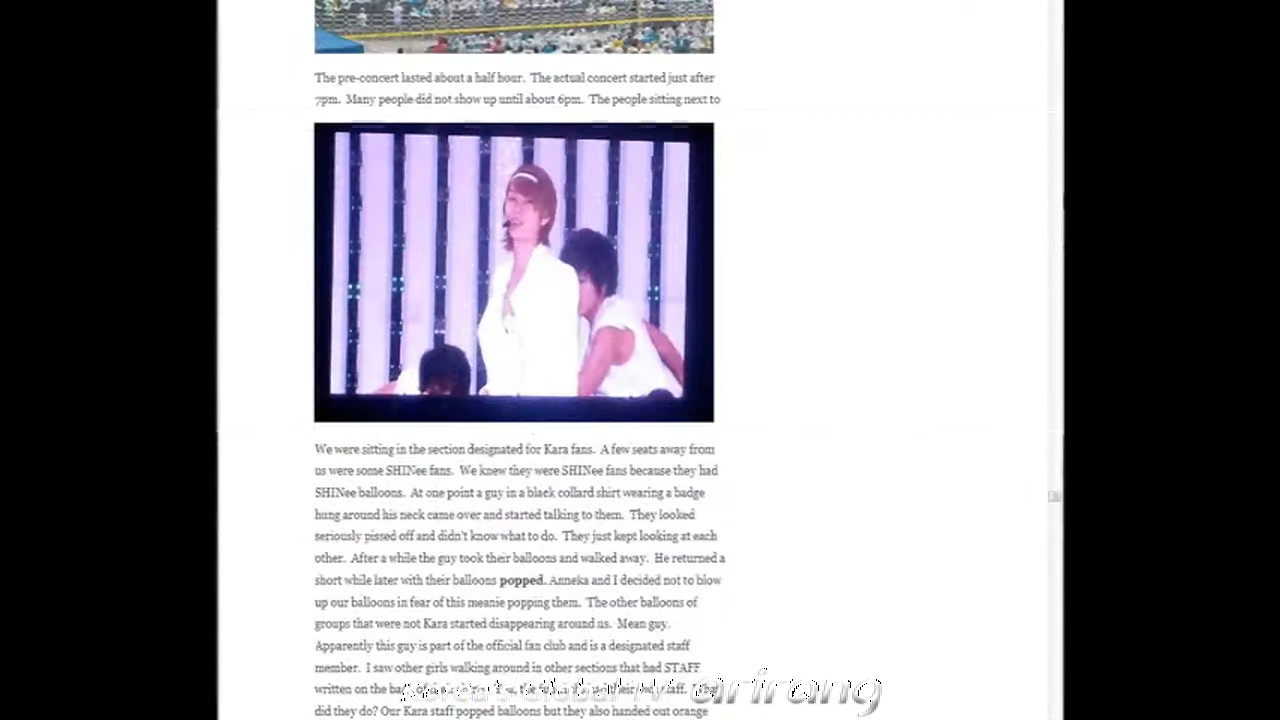 The pre-concert lasted about a half hour. The actual concert started just after
7pm. Many people did not show up until about 6pm. The people sitting next to
We were sitting in the section designated for Kara fans. A few seats away from
us were some SHINee fans. We knew they were SHINee fans because they had
SHINee balloons. At one point a guy in a black collard shirt wearing a badge
hung around his neck came over and started talking to them. They looked
seriously pissed off and didn't know what to do. They just kept looking at each
other. After a while the guy took their balloons and walked away. He returned a
short while later with their balloons popped. Anneka and I decided not to blow
up our balloons in fear of this meanie popping them. The other balloons of
groups that were not Kara started disappearing around us. Mean guy.
Apparently this guy is part of the official fan club and is a designated staff
member. I saw other girls walking around in other sections that had STAFF
written on the staff.
arirang
did they do? Our Kara staff popped balloons but they also handed out orange